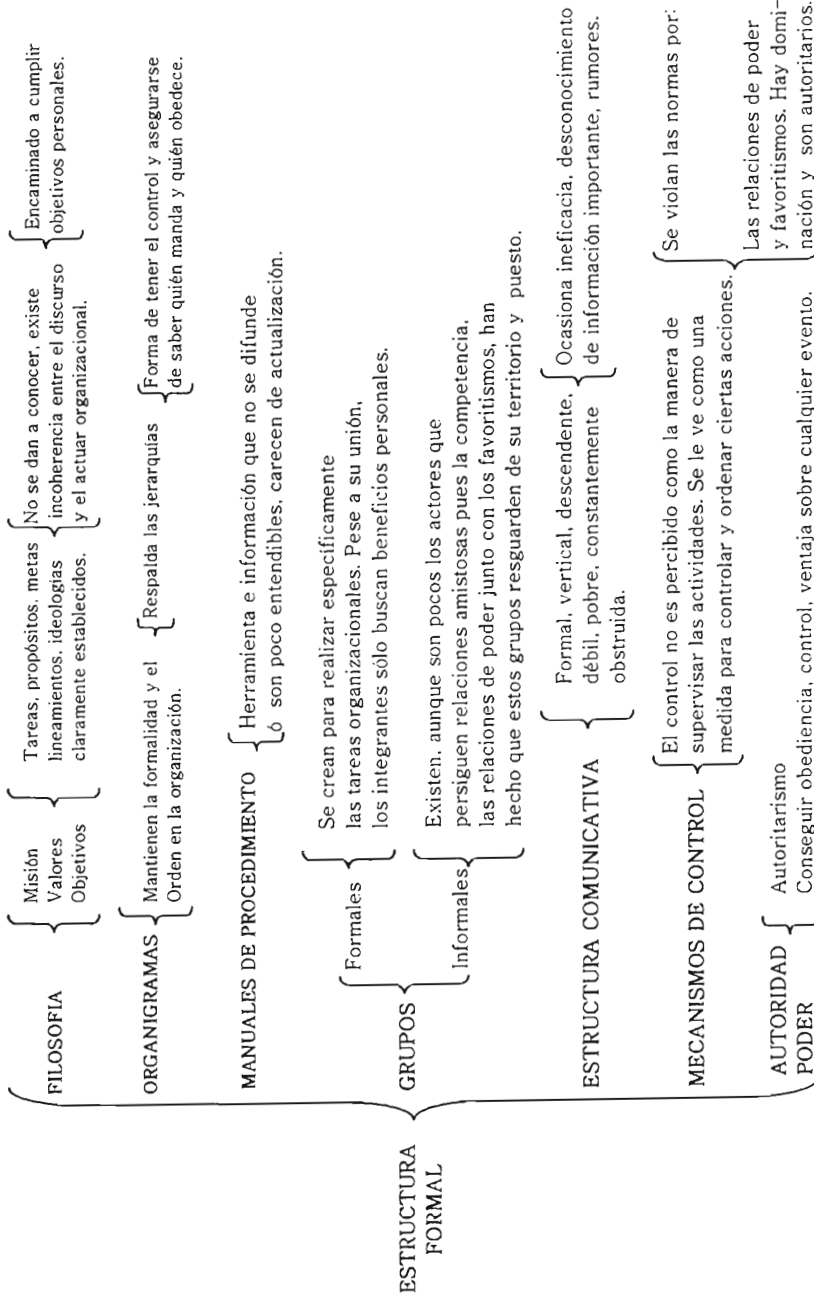 ESTRUCTURA
FORMAL
FILOSOFIA
Misión
Valores
Objetivos
Tareas, propósitos, metas
lineamientos, ideologías
claramente establecidos.
No se dan a conocer, existe
incoherencia entre el discurso
y el actuar organizacional.
Encaminado a cumplir
objetivos personales.
ORGANIGRAMAS
Mantienen la formalidad y el
Orden en la organización.
Respalda las jerarquías
Forma de tener el control y asegurarse
de saber quién manda y quién obedece.
MANUALES DE PROCEDIMIENTO
Herramienta e información que no se difunde
ó son poco entendibles, carecen de actualización.
GRUPOS
Formales
Se crean para realizar específicamente
las tareas organizacionales. Pese a su unión,
los integrantes sólo buscan beneficios personales.
Informales
Existen, aunque son pocos los actores que
persiguen relaciones amistosas pues la competencia,
las relaciones de poder junto con los favoritismos, han
hecho que estos grupos resguarden de su territorio y puesto.
ESTRUCTURA COMUNICATIVA
Formal, vertical, descendente,
débil, pobre, constantemente
obstruida.
Ocasiona ineficacia, desconocimiento
de información importante, rumores.
MECANISMOS DE CONTROL
El control no es percibido como la manera de
supervisar las actividades. Se le ve como una
medida para controlar y ordenar ciertas acciones.
Se violan las normas por:
Las relaciones de poder
y favoritismos. Hay domi-
nación y son autoritarios.
AUTORIDAD
PODER
Autoritarismo
Conseguir obediencia, control, ventaja sobre cualquier evento.